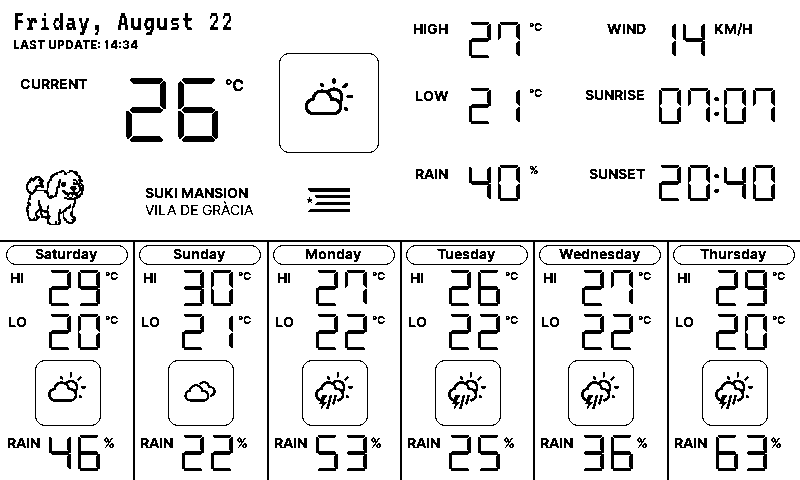 Friday, August 22
LAST UPDATE: 14:34
CURRENT 26 °C
HIGH 27 °C
WIND 14 KM/H
LOW 21 °C
SUNRISE 07:07
RAIN 40 %
SUNSET 20:40
SUKI MANSION
VILA DE GRÀCIA
Saturday
HI 29 °C
LO 20 °C
RAIN 46 %
Sunday
HI 30 °C
LO 21 °C
RAIN 22 %
Monday
HI 27 °C
LO 22 °C
RAIN 53 %
Tuesday
HI 26 °C
LO 22 °C
RAIN 25 %
Wednesday
HI 27 °C
LO 22 °C
RAIN 36 %
Thursday
HI 29 °C
LO 20 °C
RAIN 63 %